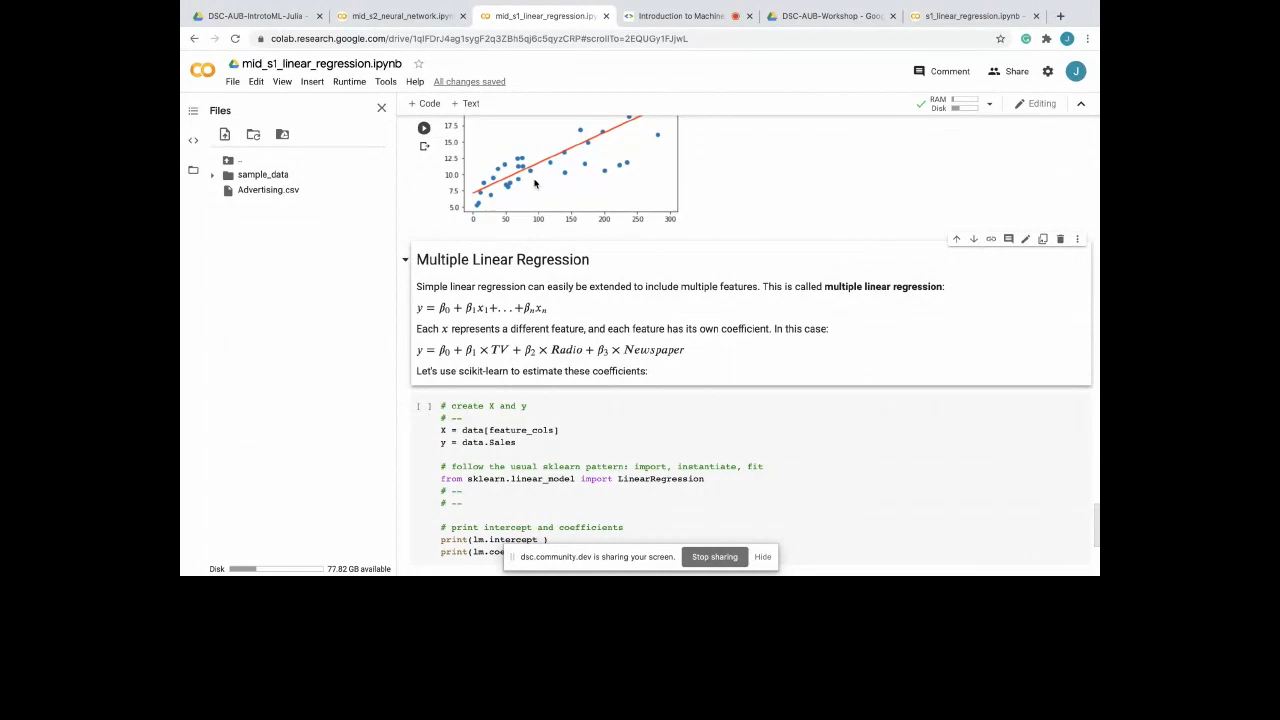 DSC-AUB-IntrotoML-Julia -
mid_s2_neural_network.ipyn
mid_s1_linear_regression.ipyn
Introduction to Machine
DSC-AUB-Workshop - Goo
s1_linear_regression.ipynb -
colab.research.google.com/drive/1qIFDrJ4ag1sygF2q3ZBh5qj6c5qyzCRP#scrollTo=2EQUGy1FJjwL
mid_s1_linear_regression.ipynb
Comment
Share
J
File Edit View Insert Runtime Tools Help All changes saved
Files
+ Code + Text
RAM
Disk
Editing
..
sample_data
Advertising.csv
17.5
15.0
12.5
10.0
7.5
5.0
0 50 100 150 200 250 300
Multiple Linear Regression
Simple linear regression can easily be extended to include multiple features. This is called multiple linear regression:
y = β0 + β1x1+...+βnxn
Each x represents a different feature, and each feature has its own coefficient. In this case:
y = β0 + β1 × TV + β2 × Radio + β3 × Newspaper
Let's use scikit-learn to estimate these coefficients:
[ ] # create X and y
# --
X = data[feature_cols]
y = data.Sales
# follow the usual sklearn pattern: import, instantiate, fit
from sklearn.linear_model import LinearRegression
# --
# --
# print intercept and coefficients
print(lm.intercept_)
print(lm.coe
dsc.community.dev is sharing your screen.
Stop sharing
Hide
Disk
77.82 GB available